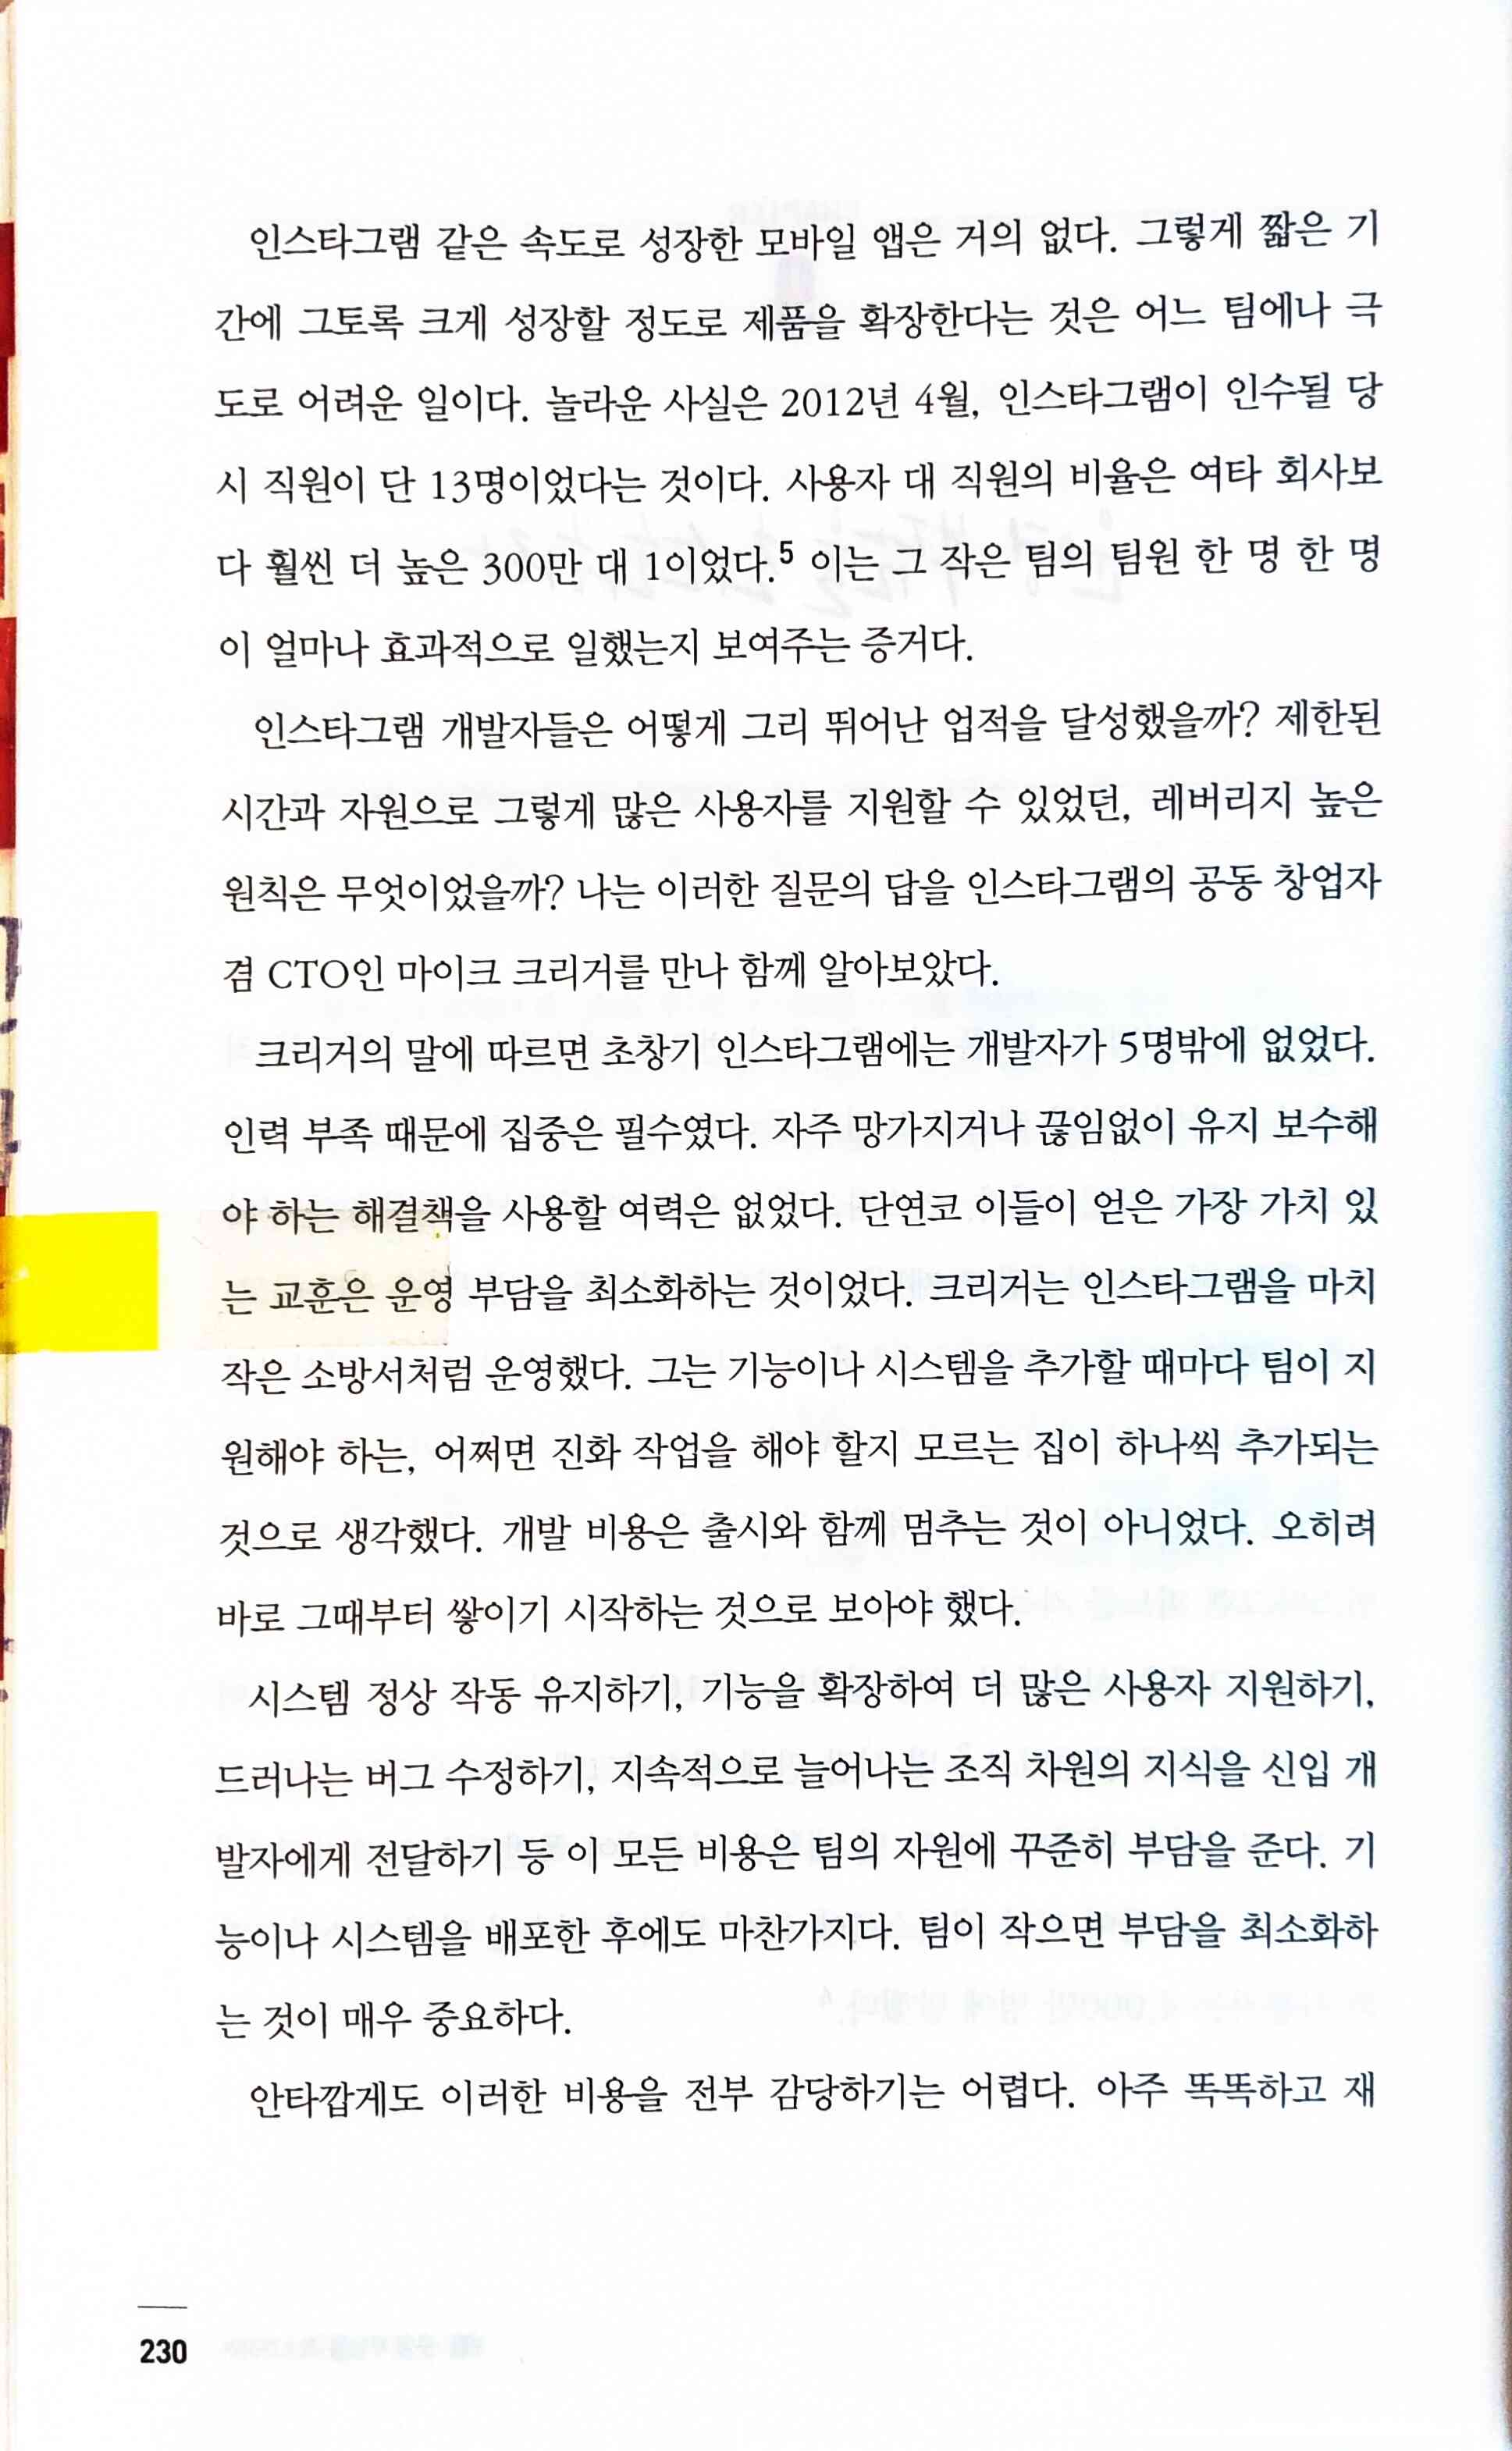 인스타그램 같은 속도로 성장한 모바일 앱은 거의 없다. 그렇게 짧은 기
간에 그토록 크게 성장할 정도로 제품을 확장한다는 것은 어느 팀에나 극
도로 어려운 일이다. 놀라운 사실은 2012년 4월, 인스타그램이 인수될 당
시 직원이 단 13명이었다는 것이다. 사용자 대 직원의 비율은 여타 회사보
다 훨씬 더 높은 300만 대 1이었다.5 이는 그 작은 팀의 팀원 한 명 한 명
이 얼마나 효과적으로 일했는지 보여주는 증거다.
인스타그램 개발자들은 어떻게 그리 뛰어난 업적을 달성했을까? 제한된
시간과 자원으로 그렇게 많은 사용자를 지원할 수 있었던, 레버리지 높은
원칙은 무엇이었을까? 나는 이러한 질문의 답을 인스타그램의 공동 창업자
겸 CTO인 마이크 크리거를 만나 함께 알아보았다.
크리거의 말에 따르면 초창기 인스타그램에는 개발자가 5명밖에 없었다.
인력 부족 때문에 집중은 필수였다. 자주 망가지거나 끊임없이 유지 보수해
야 하는 해결책을 사용할 여력은 없었다. 단연코 이들이 얻은 가장 가치 있
는 교훈은 운영 부담을 최소화하는 것이었다. 크리거는 인스타그램을 마치
작은 소방서처럼 운영했다. 그는 기능이나 시스템을 추가할 때마다 팀이 지
원해야 하는, 어쩌면 진화 작업을 해야 할지 모르는 집이 하나씩 추가되는
것으로 생각했다. 개발 비용은 출시와 함께 멈추는 것이 아니었다. 오히려
바로 그때부터 쌓이기 시작하는 것으로 보아야 했다.
시스템 정상 작동 유지하기, 기능을 확장하여 더 많은 사용자 지원하기,
드러나는 버그 수정하기, 지속적으로 늘어나는 조직 차원의 지식을 신입 개
발자에게 전달하기 등 이 모든 비용은 팀의 자원에 꾸준히 부담을 준다. 기
능이나 시스템을 배포한 후에도 마찬가지다. 팀이 작으면 부담을 최소화하
는 것이 매우 중요하다.
안타깝게도 이러한 비용을 전부 감당하기는 어렵다. 아주 똑똑하고 재
230